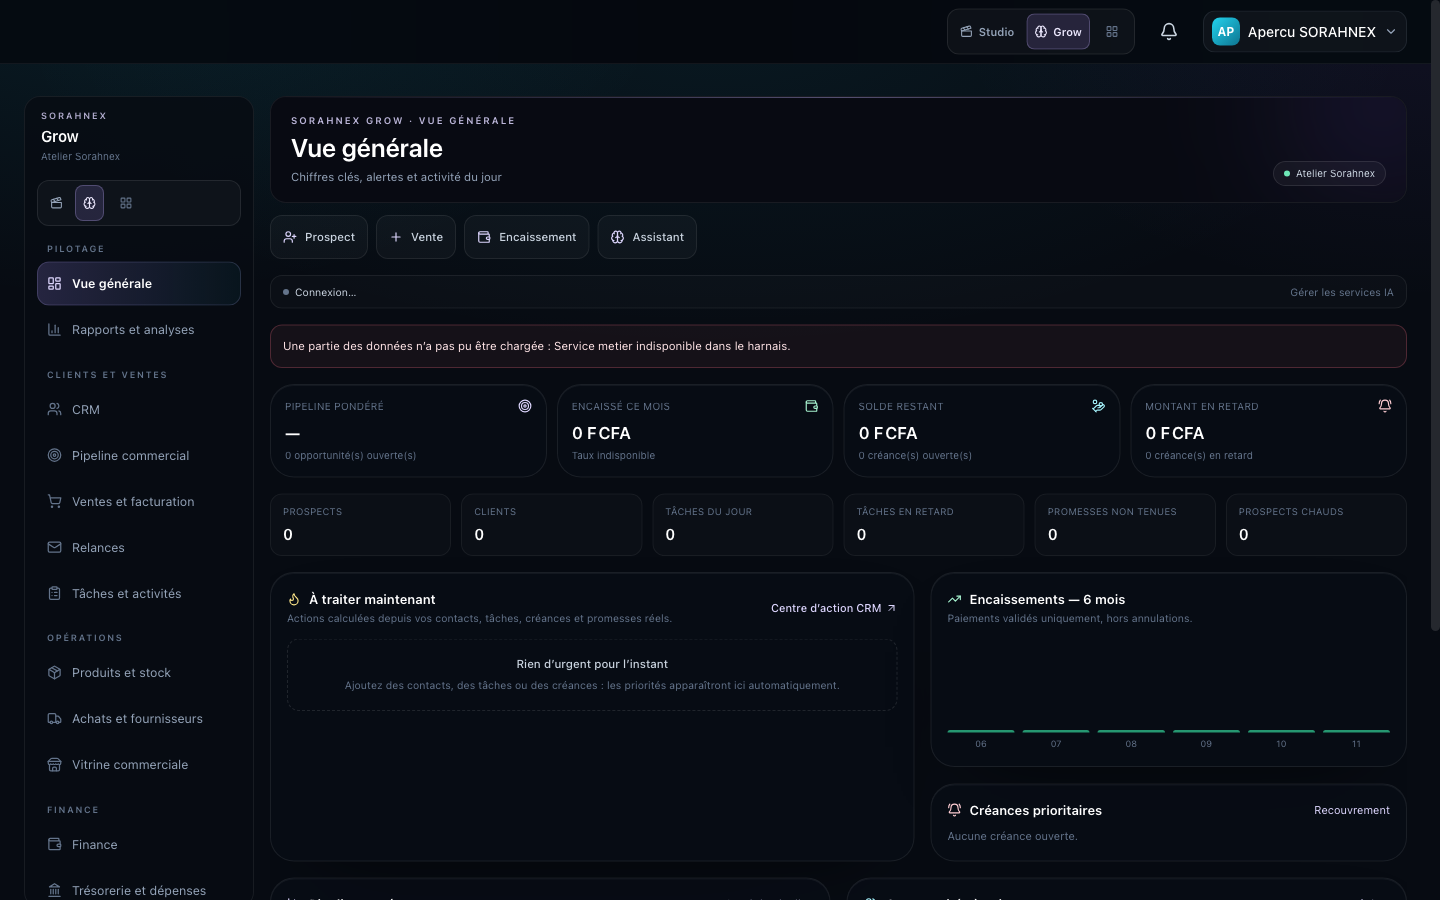 Studio
Grow
AP
Apercu SORAHNEX
SORAHNEX
Grow
Atelier Sorahnex
PILOTAGE
Vue générale
Rapports et analyses
CLIENTS ET VENTES
CRM
Pipeline commercial
Ventes et facturation
Relances
Tâches et activités
OPÉRATIONS
Produits et stock
Achats et fournisseurs
Vitrine commerciale
FINANCE
Finance
Trésorerie et dépenses
SORAHNEX GROW · VUE GÉNÉRALE
Vue générale
Chiffres clés, alertes et activité du jour
Atelier Sorahnex
Prospect
Vente
Encaissement
Assistant
Connexion…
Gérer les services IA
Une partie des données n’a pas pu être chargée : Service metier indisponible dans le harnais.
PIPELINE PONDÉRÉ
—
0 opportunité(s) ouverte(s)
ENCAISSÉ CE MOIS
0 F CFA
Taux indisponible
SOLDE RESTANT
0 F CFA
0 créance(s) ouverte(s)
MONTANT EN RETARD
0 F CFA
0 créance(s) en retard
PROSPECTS
0
CLIENTS
0
TÂCHES DU JOUR
0
TÂCHES EN RETARD
0
PROMESSES NON TENUES
0
PROSPECTS CHAUDS
0
À traiter maintenant
Actions calculées depuis vos contacts, tâches, créances et promesses réels.
Centre d’action CRM
Rien d’urgent pour l’instant
Ajoutez des contacts, des tâches ou des créances : les priorités apparaîtront ici automatiquement.
Encaissements — 6 mois
Paiements validés uniquement, hors annulations.
06 07 08 09 10 11
Créances prioritaires
Recouvrement
Aucune créance ouverte.